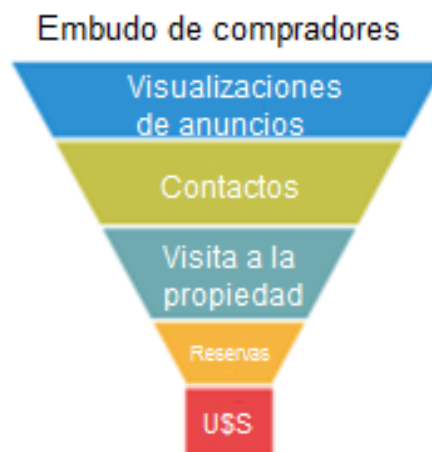 Embudo de compradores
Visualizaciones
de anuncios
Contactos
Visita a la
propiedad
Reservas
U$S